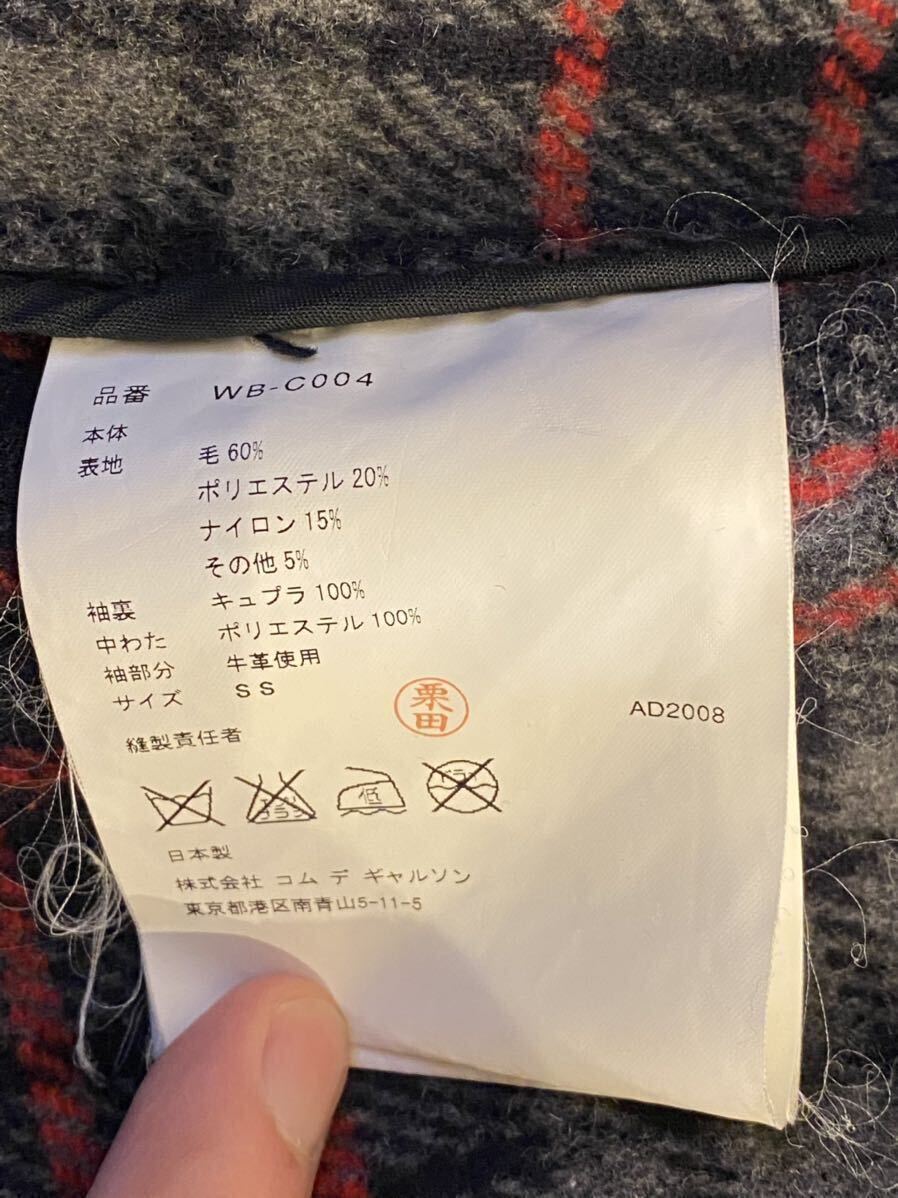 品番 WB-C004
本体
表地 毛 60%
ポリエステル 20%
ナイロン 15%
その他 5%
袖裏 キュプラ 100%
中わた ポリエステル 100%
袖部分 牛革使用
サイズ SS
縫製責任者 栗田 AD2008
低
日本製
株式会社 コム デ ギャルソン
東京都港区南青山5-11-5